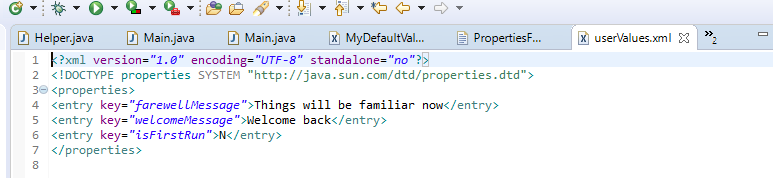 Helper.java Main.java Main.java MyDefaultVal... PropertiesF... userValues.xml »2
1 <?xml version="1.0" encoding="UTF-8" standalone="no"?>
2 <!DOCTYPE properties SYSTEM "http://java.sun.com/dtd/properties.dtd">
3 <properties>
4 <entry key="farewellMessage">Things will be familiar now</entry>
5 <entry key="welcomeMessage">Welcome back</entry>
6 <entry key="isFirstRun">N</entry>
7 </properties>
8